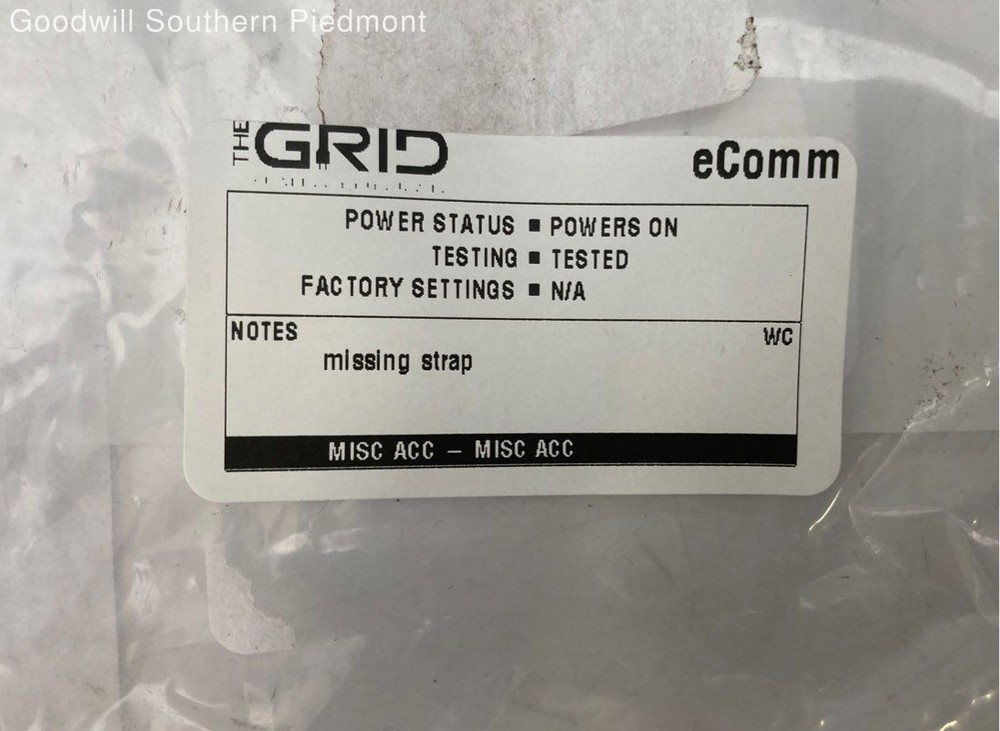 Goodwill Southern Piedmont
THE GRID
eComm
POWER STATUS ■ POWERS ON
TESTING ■ TESTED
FACTORY SETTINGS ■ N/A
NOTES
WC
missing strap
MISC ACC – MISC ACC